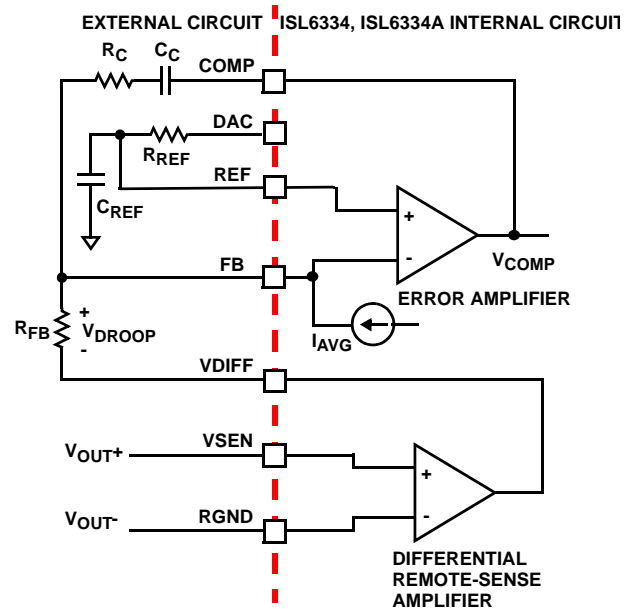 EXTERNAL CIRCUIT
ISL6334, ISL6334A INTERNAL CIRCUIT
RC
CC
COMP
DAC
RREF
REF
CREF
+
-
VCOMP
ERROR AMPLIFIER
FB
IAVG
RFB
+
VDROOP
-
VDIFF
VOUT+
VSEN
+
VOUT-
RGND
-
DIFFERENTIAL
REMOTE-SENSE
AMPLIFIER